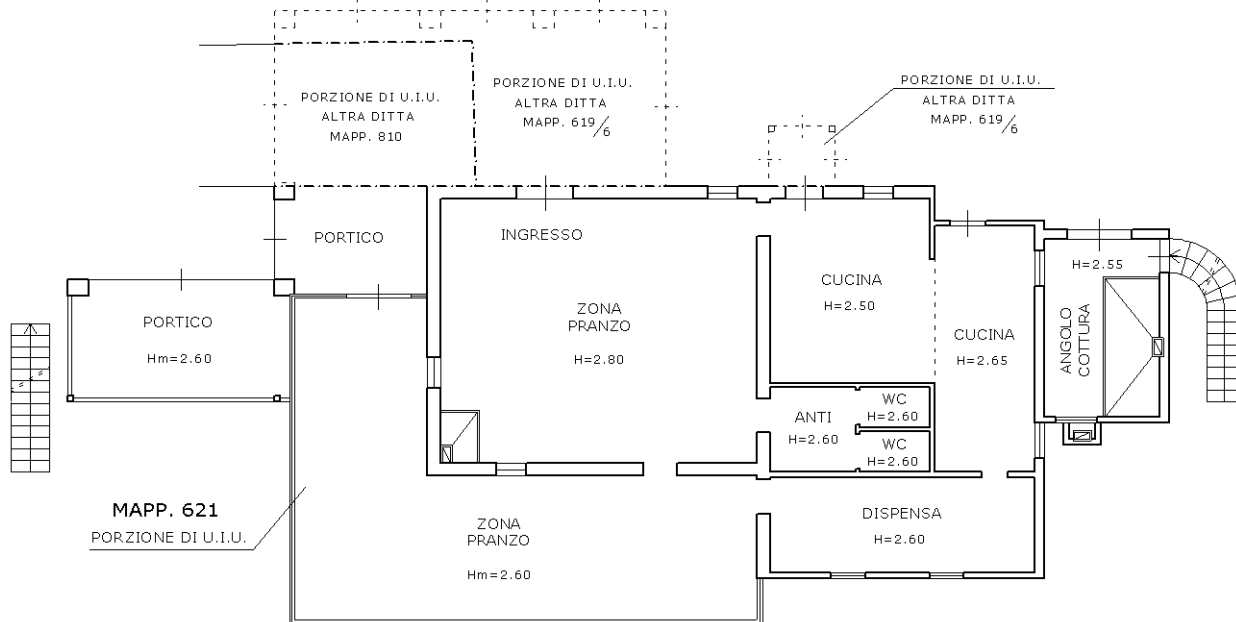 PORZIONE DI U.I.U.
ALTRA DITTA
MAPP. 810
PORZIONE DI U.I.U.
ALTRA DITTA
MAPP. 619/6
PORZIONE DI U.I.U.
ALTRA DITTA
MAPP. 619/6
PORTICO
INGRESSO
PORTICO
Hm=2.60
ZONA
PRANZO
H=2.80
CUCINA
H=2.50
CUCINA
H=2.65
H=2.55
ANGOLO
COTTURA
ANTI
H=2.60
WC
H=2.60
WC
H=2.60
MAPP. 621
PORZIONE DI U.I.U.
ZONA
PRANZO
Hm=2.60
DISPENSA
H=2.60